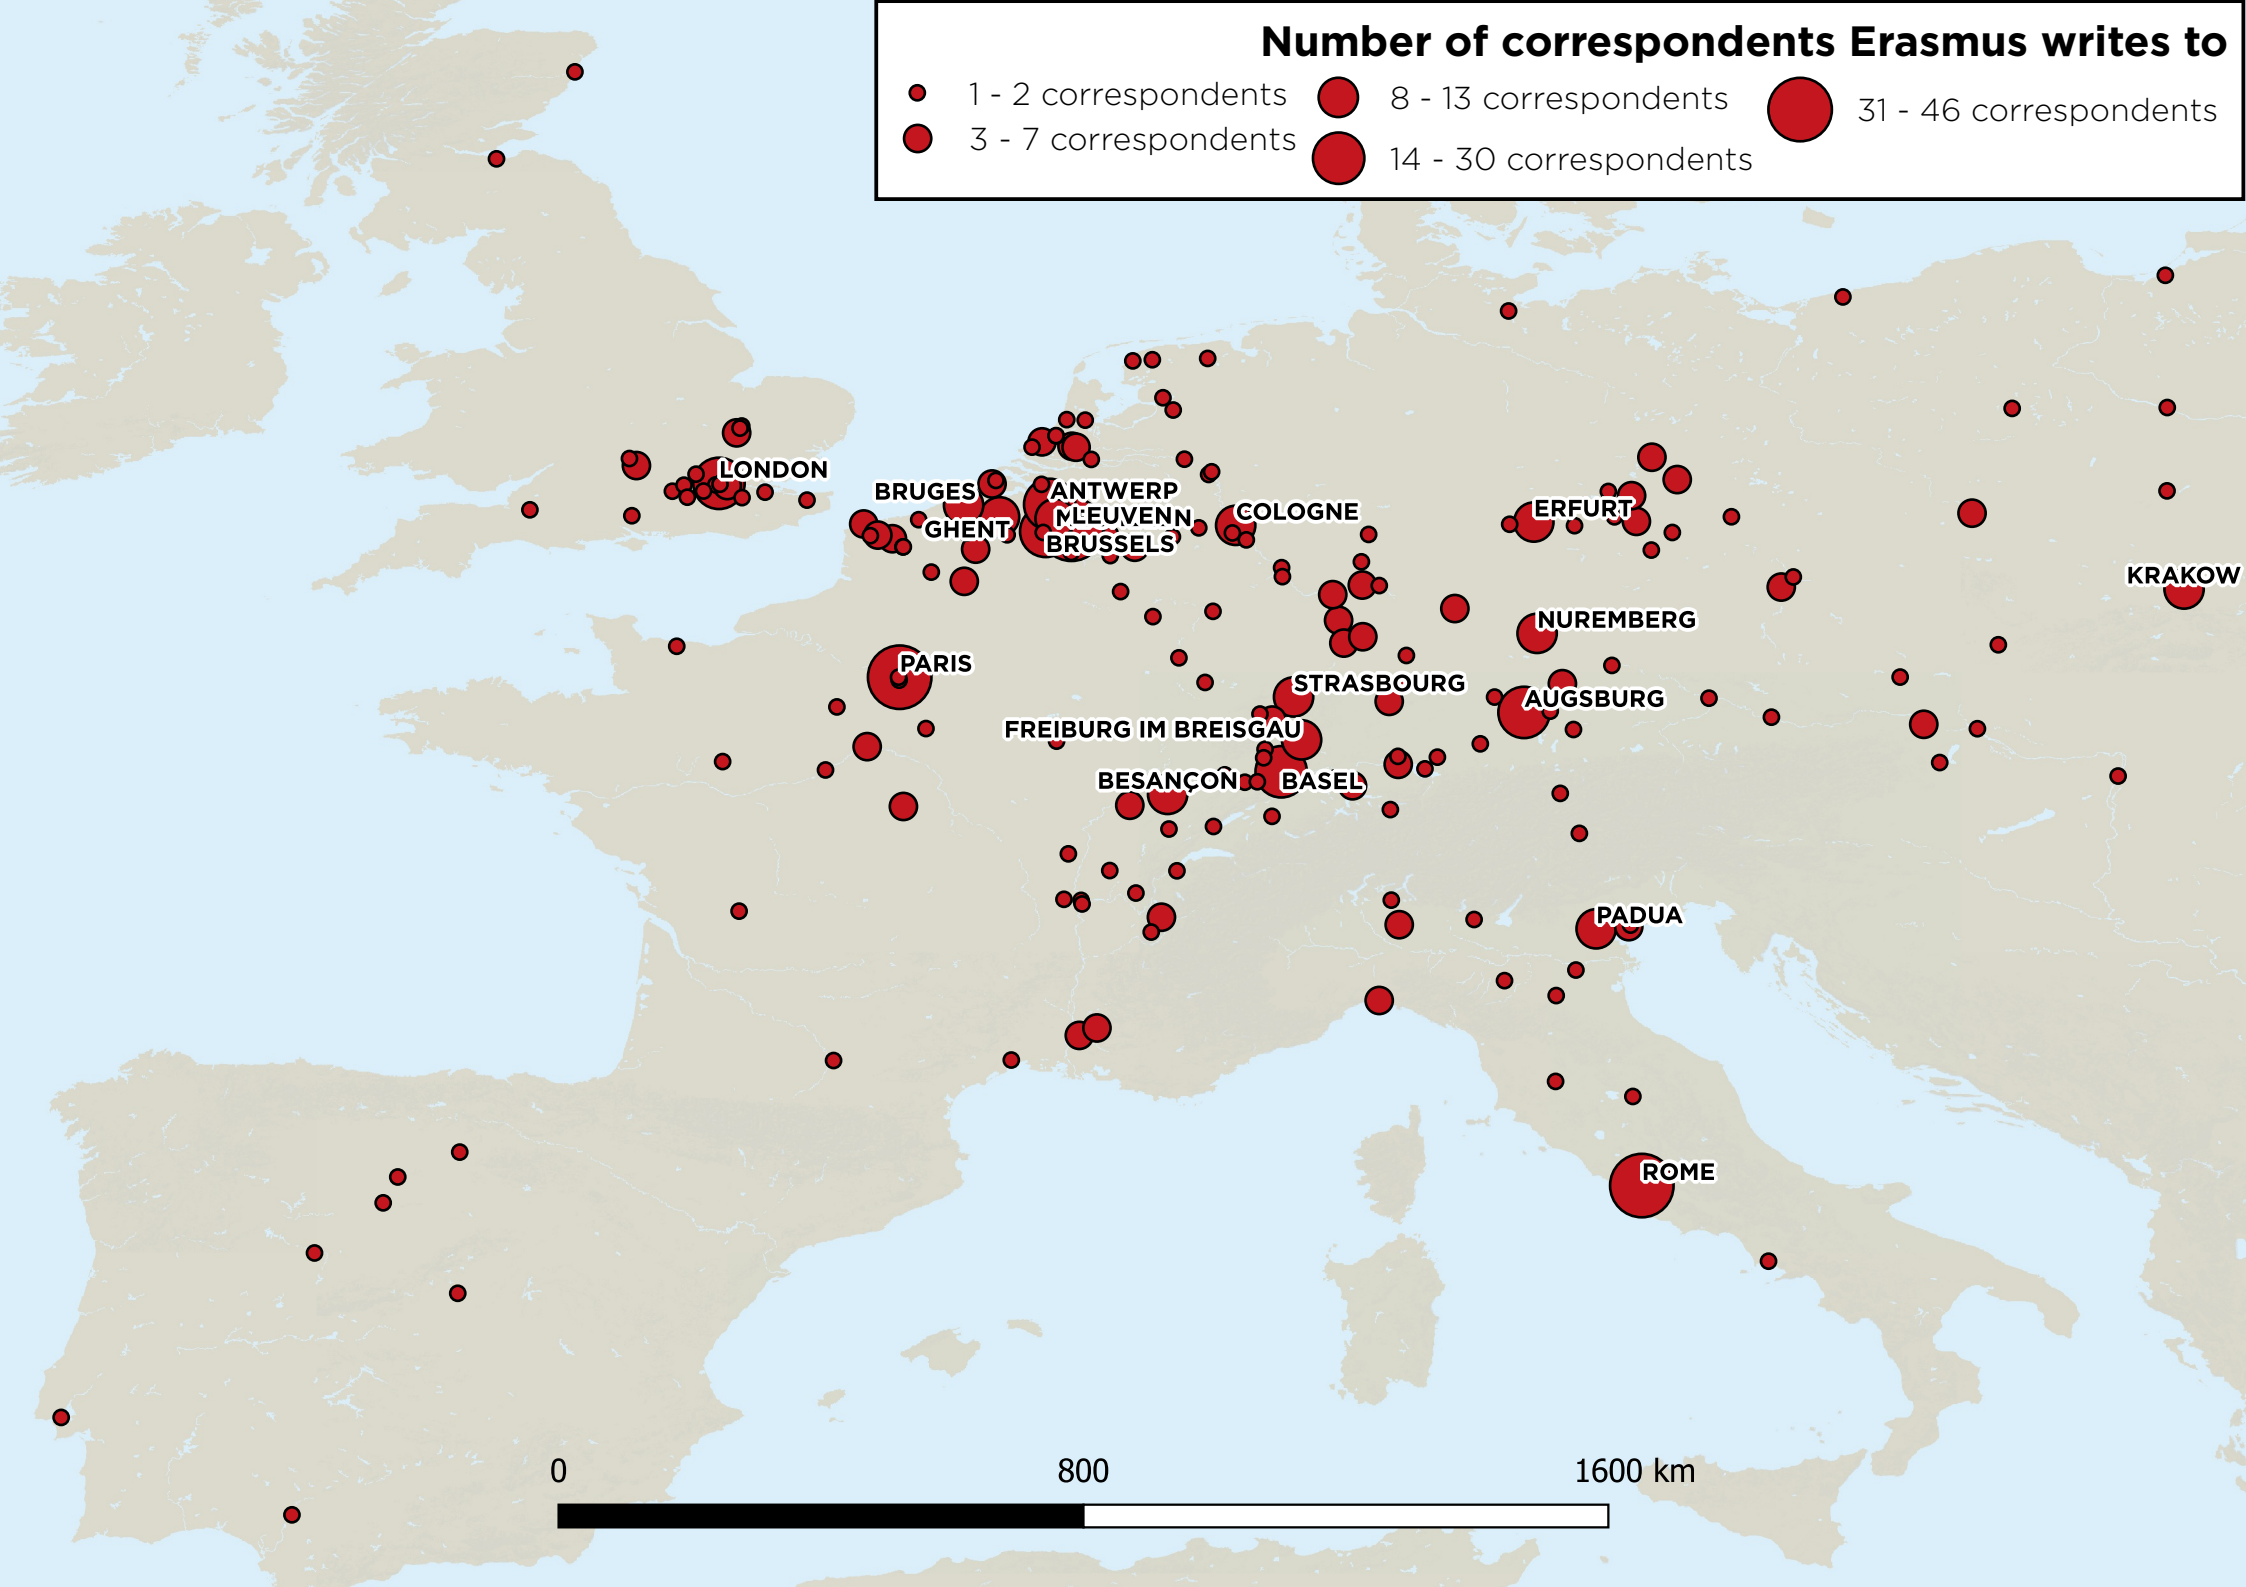 Number of correspondents Erasmus writes to
1 - 2 correspondents
3 - 7 correspondents
8 - 13 correspondents
14 - 30 correspondents
31 - 46 correspondents
LONDON
BRUGES
ANTWERP
LEUVEN
GHENT
BRUSSELS
COLOGNE
ERFURT
KRAKOW
NUREMBERG
PARIS
STRASBOURG
AUGSBURG
FREIBURG IM BREISGAU
BESANÇON
BASEL
PADUA
ROME
0 800 1600 km